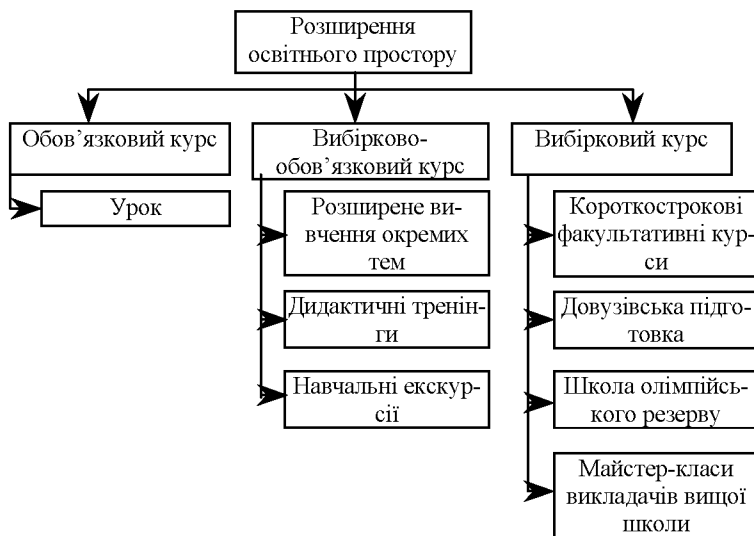 Розширення
освітнього простору
Обов’язковий курс
Урок
Вибірково-
обов’язковий курс
Розширене ви-
вчення окремих
тем
Дидактичні тренін-
ги
Навчальні екскур-
сії
Вибірковий курс
Короткострокові
факультативні кур-
си
Довузівська підго-
товка
Школа олімпійсь-
кого резерву
Майстер-класи
викладачів вищої
школи